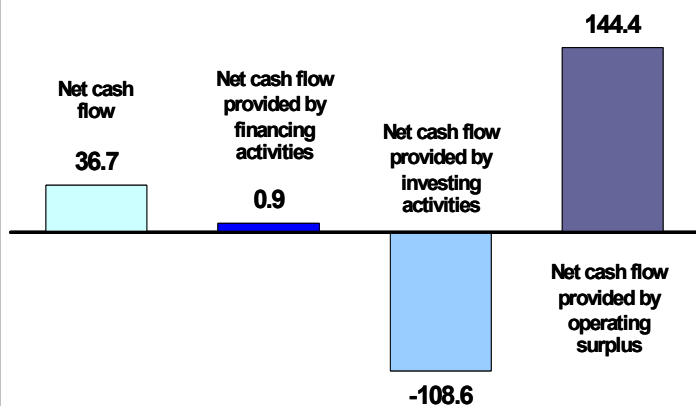 Net cash
flow
36.7
Net cash flow
provided by
financing
activities
0.9
Net cash flow
provided by
investing
activities
-108.6
144.4
Net cash flow
provided by
operating
surplus